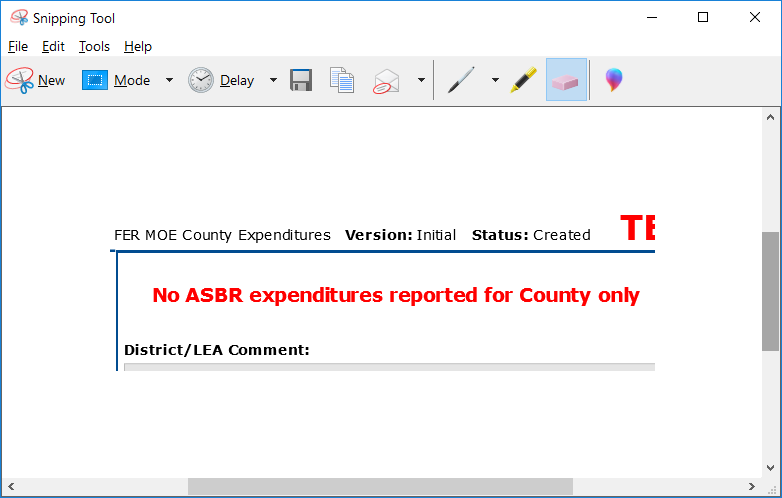 Snipping Tool
File Edit Tools Help
New Mode Delay
FER MOE County Expenditures Version: Initial Status: Created TE
No ASBR expenditures reported for County only
District/LEA Comment: